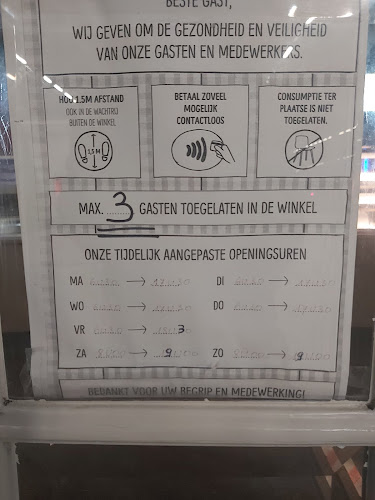 BESTE GAST,
WIJ GEVEN OM DE GEZONDHEID EN VEILIGHEID
VAN ONZE GASTEN EN MEDEWERKERS.
HOU 1.5M AFSTAND
OOK IN DE WACHTRIJ
BUITEN DE WINKEL
1,5 M
BETAAL ZOVEEL
MOGELIJK
CONTACTLOOS
CONSUMPTIE TER
PLAATSE IS NIET
TOEGELATEN.
MAX. 3 GASTEN TOEGELATEN IN DE WINKEL
ONZE TIJDELIJK AANGEPASTE OPENINGSUREN
MA → DI →
WO → DO →
VR →
ZA → ZO →
BEDANKT VOOR UW BEGRIP EN MEDEWERKING!